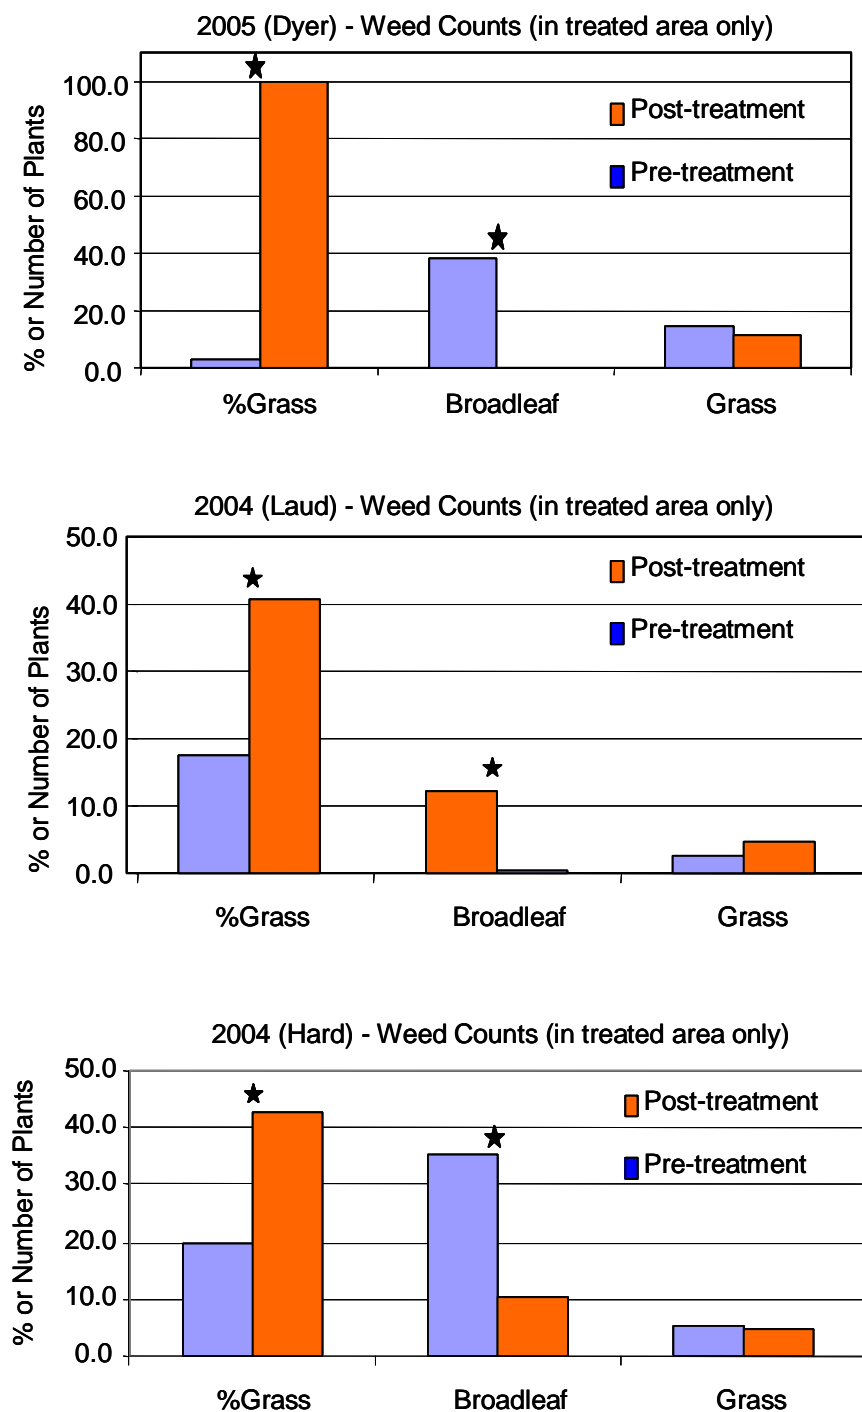 2005 (Dyer) - Weed Counts (in treated area only)
% or Number of Plants
100.0
80.0
60.0
40.0
20.0
0.0
Post-treatment
Pre-treatment
%Grass Broadleaf Grass
2004 (Laud) - Weed Counts (in treated area only)
% or Number of Plants
50.0
40.0
30.0
20.0
10.0
0.0
Post-treatment
Pre-treatment
%Grass Broadleaf Grass
2004 (Hard) - Weed Counts (in treated area only)
% or Number of Plants
50.0
40.0
30.0
20.0
10.0
0.0
Post-treatment
Pre-treatment
%Grass Broadleaf Grass